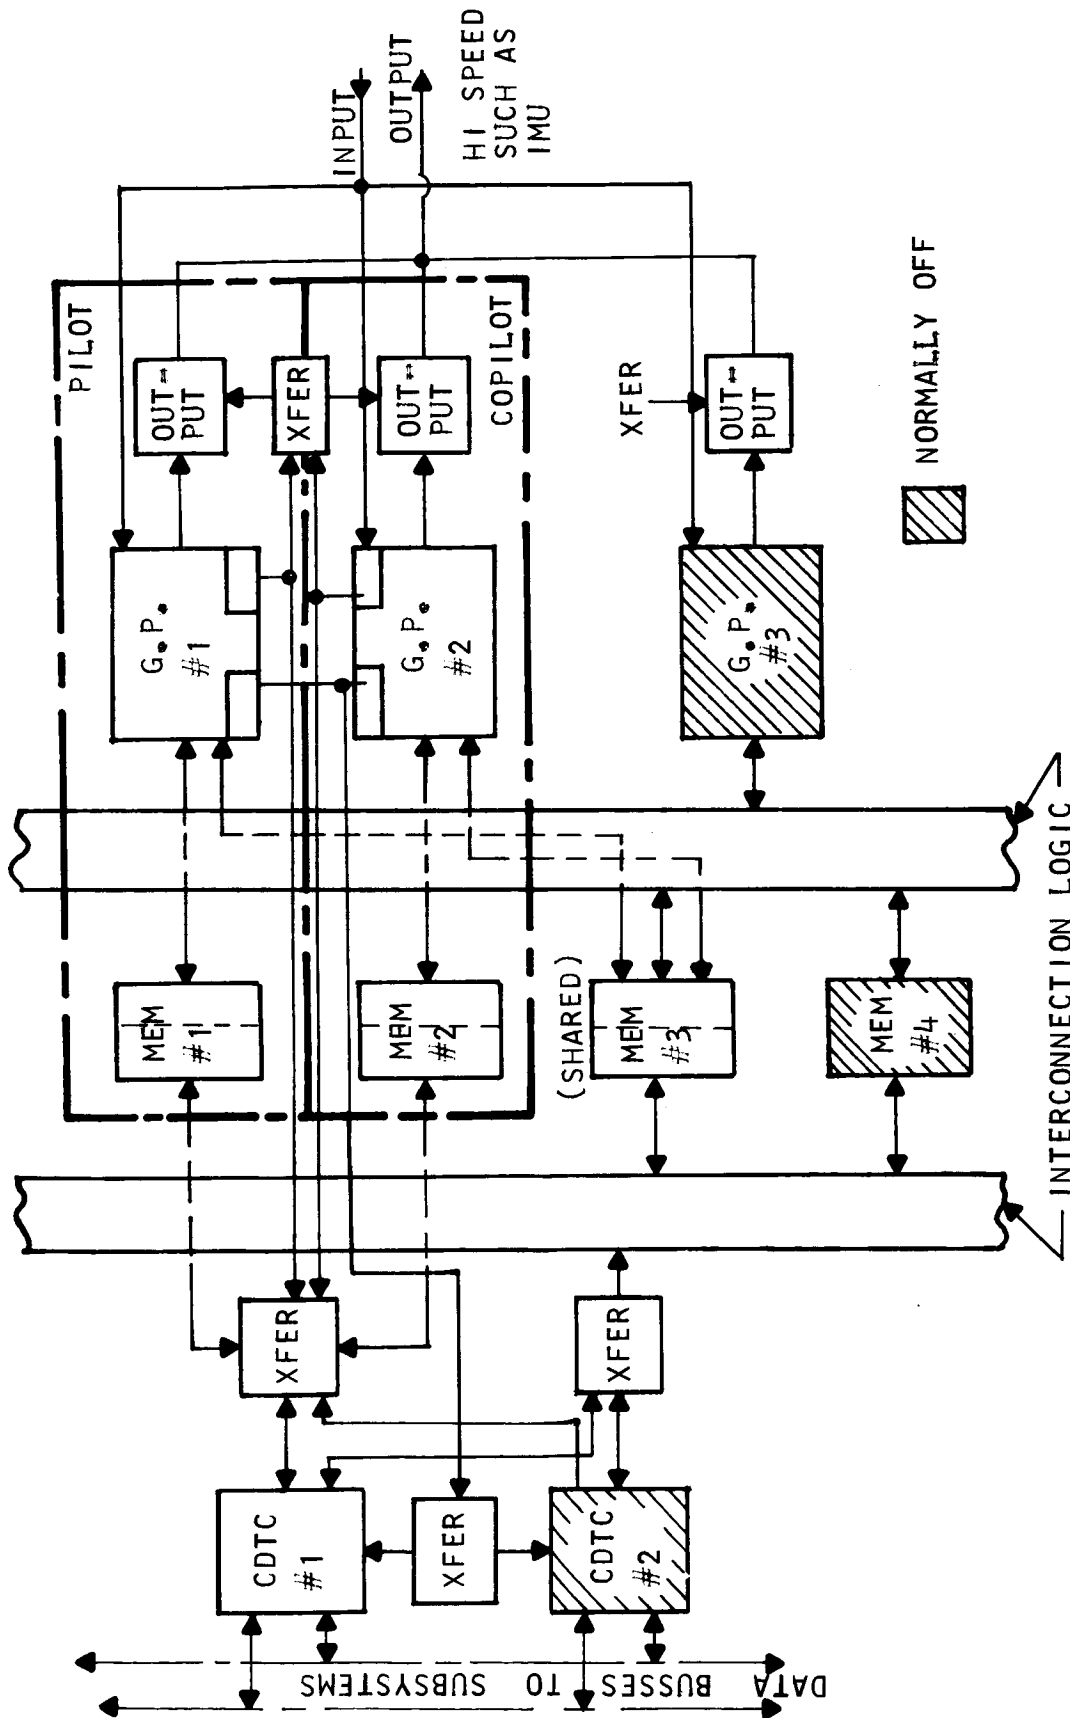 DATA BUSSES TO SUBSYSTEMS
CDTC
#1
XFER
CDTC
#2
XFER
XFER
INTERCONNECTION LOGIC
MEM
#1
MEM
#2
(SHARED)
MEM
#3
MEM
#4
PILOT
G.P.
#1
G.P.
#2
G.P.
#3
OUT-
PUT
XFER
OUT-
PUT
COPILOT
XFER
OUT-
PUT
NORMALLY OFF
INPUT
OUTPUT
HI SPEED
SUCH AS
IMU